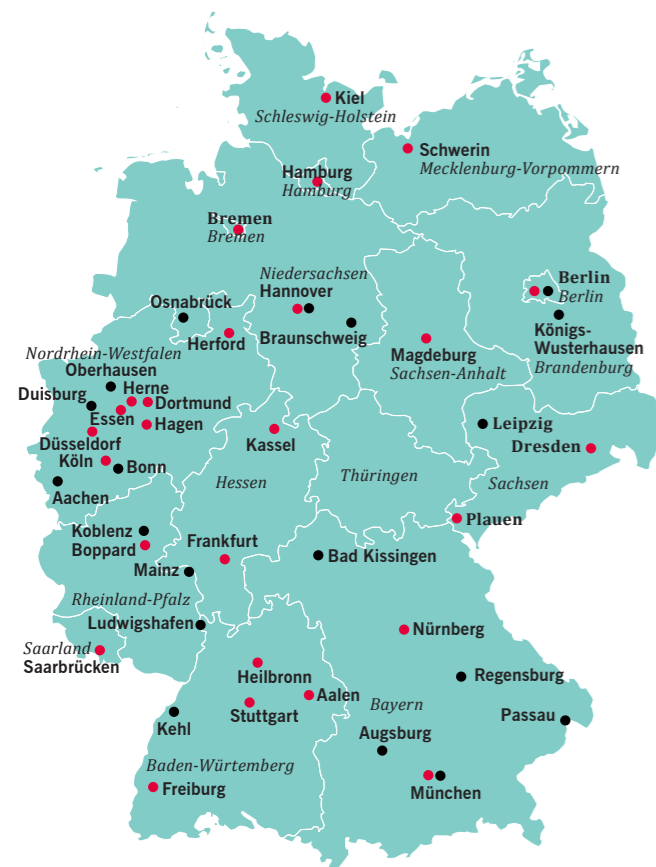 Kiel
Schleswig-Holstein
Schwerin
Mecklenburg-Vorpommern
Hamburg
Hamburg
Bremen
Bremen
Niedersachsen
Hannover
Berlin
Berlin
Osnabrück
Braunschweig
Königs-
Wusterhausen
Brandenburg
Herford
Magdeburg
Sachsen-Anhalt
Nordrhein-Westfalen
Oberhausen
Herne
Duisburg
Dortmund
Essen
Hagen
Düsseldorf
Köln
Bonn
Aachen
Kassel
Leipzig
Dresden
Hessen
Thüringen
Sachsen
Plauen
Koblenz
Boppard
Frankfurt
Bad Kissingen
Mainz
Rheinland-Pfalz
Ludwigshafen
Nürnberg
Saarland
Saarbrücken
Heilbronn
Regensburg
Aalen
Stuttgart
Bayern
Passau
Kehl
Augsburg
Baden-Würtemberg
Freiburg
München